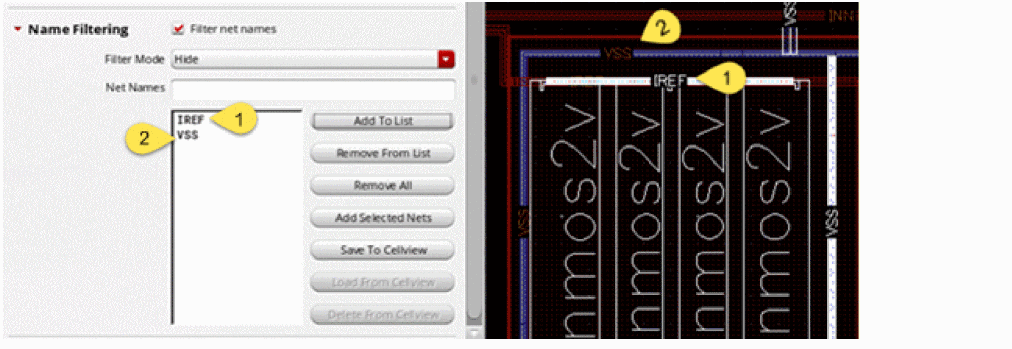 Name Filtering
Filter net names
Filter Mode Hide
Net Names
IREF 1
2 VSS
Add To List
Remove From List
Remove All
Add Selected Nets
Save To Cellview
Load From Cellview
Delete From Cellview
VSS
INN
2
VSS
IREF 1
nmos2v
nmos2v
nmos2v
nmos2v
VSS
VSS